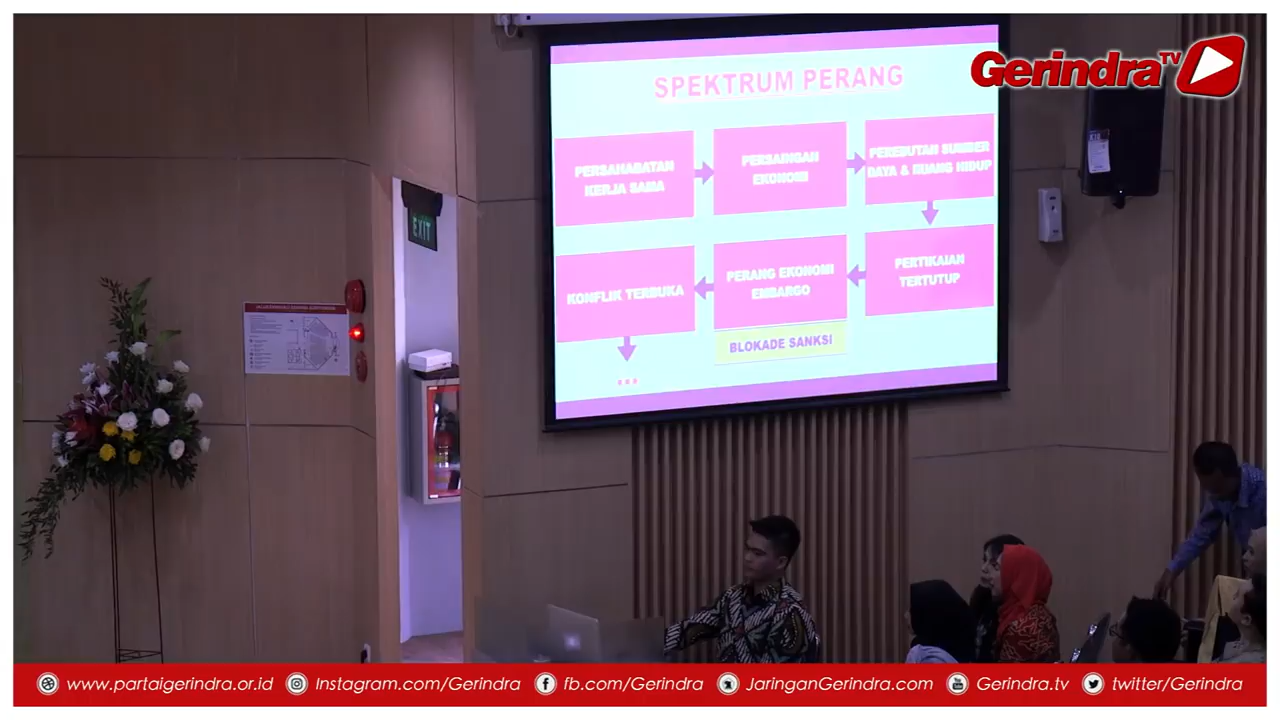 GerindraTV
SPEKTRUM PERANG
PERSAHABATAN
KERJA SAMA
PERSAINGAN
EKONOMI
PEREBUTAN SUMBER
DAYA & RUANG HIDUP
PERTIKAIAN
TERTUTUP
PERANG EKONOMI
EMBARGO
BLOKADE SANKSI
KONFLIK TERBUKA
...
EXIT
www.partaigerindra.or.id
Instagram.com/Gerindra
fb.com/Gerindra
JaringanGerindra.com
Gerindra.tv
twitter/Gerindra